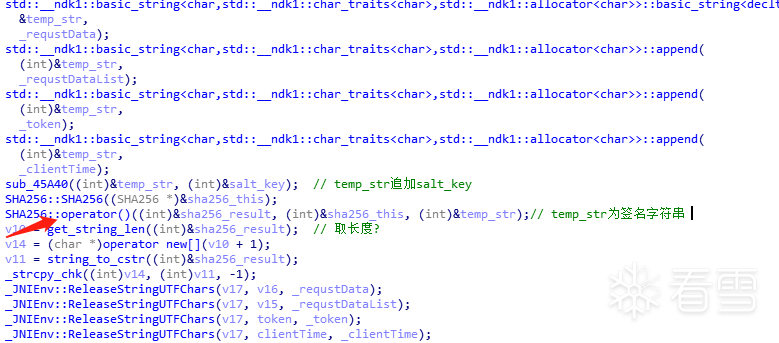 std::__ndk1::basic_string<char,std::__ndk1::char_traits<char>,std::__ndk1::allocator<char>>::basic_string<declt
&temp_str,
_requstData);
std::__ndk1::basic_string<char,std::__ndk1::char_traits<char>,std::__ndk1::allocator<char>>::append(
(int)&temp_str,
_requstDataList);
std::__ndk1::basic_string<char,std::__ndk1::char_traits<char>,std::__ndk1::allocator<char>>::append(
(int)&temp_str,
_token);
std::__ndk1::basic_string<char,std::__ndk1::char_traits<char>,std::__ndk1::allocator<char>>::append(
(int)&temp_str,
_clientTime);
sub_45A40((int)&temp_str, (int)&salt_key);  // temp_str追加salt_key
SHA256::SHA256((SHA256 *)&sha256_this);
SHA256::operator()((int)&sha256_result, (int)&sha256_this, (int)&temp_str);// temp_str为签名字符串
= get_string_len((int)&sha256_result);  // 取长度?
v14 = (char *)operator new[](v10 + 1);
v11 = string_to_cstr((int)&sha256_result);
_strcpy_chk((int)v14, (int)v11, -1);
_JNIEnv::ReleaseStringUTFChars(v17, v16, _requstData);
_JNIEnv::ReleaseStringUTFChars(v17, v15, _requstDataList);
_JNIEnv::ReleaseStringUTFChars(v17, token, _token);
_JNIEnv::ReleaseStringUTFChars(v17, clientTime, _clientTime);
看雪